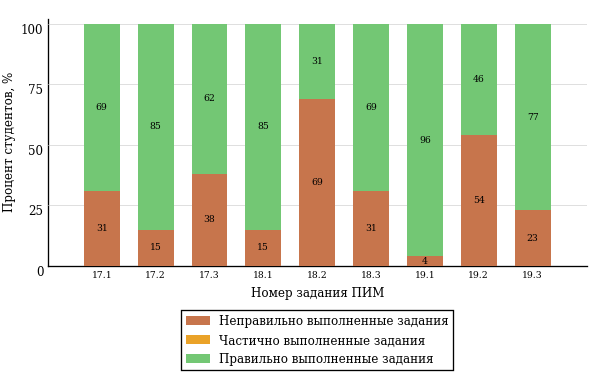 Процент студентов, %
100
75
50
25
0
69 85 62 85 31 69 96 46 77
31 15 38 15 69 31 4 54 23
17.1 17.2 17.3 18.1 18.2 18.3 19.1 19.2 19.3
Номер задания ПИМ
Неправильно выполненные задания
Частично выполненные задания
Правильно выполненные задания